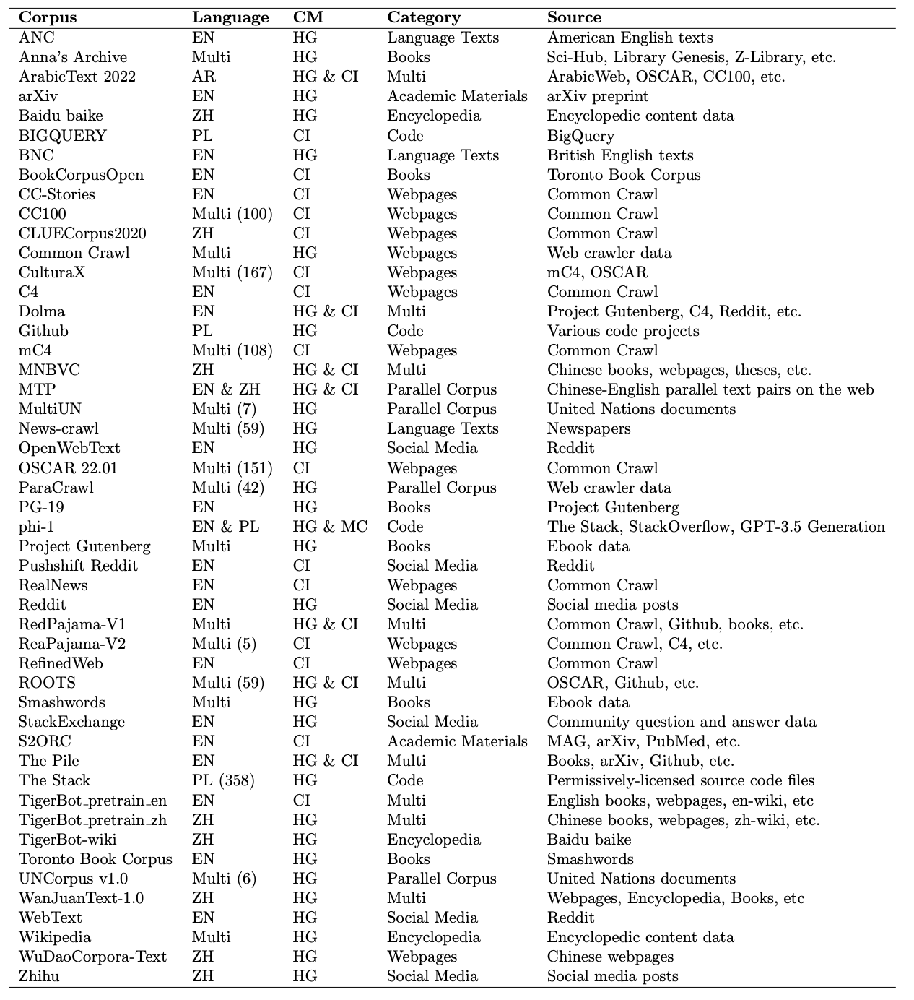 Corpus Language CM Category Source
ANC EN HG Language Texts American English texts
Anna's Archive Multi HG Books Sci-Hub, Library Genesis, Z-Library, etc.
ArabicText 2022 AR HG & CI Multi ArabicWeb, OSCAR, CC100, etc.
arXiv EN HG Academic Materials arXiv preprint
Baidu baike ZH HG Encyclopedia Encyclopedic content data
BIGQUERY PL CI Code BigQuery
BNC EN HG Language Texts British English texts
BookCorpusOpen EN CI Books Toronto Book Corpus
CC-Stories EN CI Webpages Common Crawl
CC100 Multi (100) CI Webpages Common Crawl
CLUECorpus2020 ZH CI Webpages Common Crawl
Common Crawl Multi HG Webpages Web crawler data
CulturaX Multi (167) CI Webpages mC4, OSCAR
C4 EN CI Webpages Common Crawl
Dolma EN HG & CI Multi Project Gutenberg, C4, Reddit, etc.
Github PL HG Code Various code projects
mC4 Multi (108) CI Webpages Common Crawl
MNBVC ZH HG & CI Multi Chinese books, webpages, theses, etc.
MTP EN & ZH HG & CI Parallel Corpus Chinese-English parallel text pairs on the web
MultiUN Multi (7) HG Parallel Corpus United Nations documents
News-crawl Multi (59) HG Language Texts Newspapers
OpenWebText EN HG Social Media Reddit
OSCAR 22.01 Multi (151) CI Webpages Common Crawl
ParaCrawl Multi (42) HG Parallel Corpus Web crawler data
PG-19 EN HG Books Project Gutenberg
phi-1 EN & PL HG & MC Code The Stack, StackOverflow, GPT-3.5 Generation
Project Gutenberg Multi HG Books Ebook data
Pushshift Reddit EN CI Social Media Reddit
RealNews EN CI Webpages Common Crawl
Reddit EN HG Social Media Social media posts
RedPajama-V1 Multi HG & CI Multi Common Crawl, Github, books, etc.
ReaPajama-V2 Multi (5) CI Webpages Common Crawl, C4, etc.
RefinedWeb EN CI Webpages Common Crawl
ROOTS Multi (59) HG & CI Multi OSCAR, Github, etc.
Smashwords Multi HG Books Ebook data
StackExchange EN HG Social Media Community question and answer data
S2ORC EN CI Academic Materials MAG, arXiv, PubMed, etc.
The Pile EN HG & CI Multi Books, arXiv, Github, etc.
The Stack PL (358) HG Code Permissively-licensed source code files
TigerBot_pretrain_en EN CI Multi English books, webpages, en-wiki, etc
TigerBot_pretrain_zh ZH HG Multi Chinese books, webpages, zh-wiki, etc.
TigerBot-wiki ZH HG Encyclopedia Baidu baike
Toronto Book Corpus EN HG Books Smashwords
UNCorpus v1.0 Multi (6) HG Parallel Corpus United Nations documents
WanJuanText-1.0 ZH HG Multi Webpages, Encyclopedia, Books, etc
WebText EN HG Social Media Reddit
Wikipedia Multi HG Encyclopedia Encyclopedic content data
WuDaoCorpora-Text ZH HG Webpages Chinese webpages
Zhihu ZH HG Social Media Social media posts